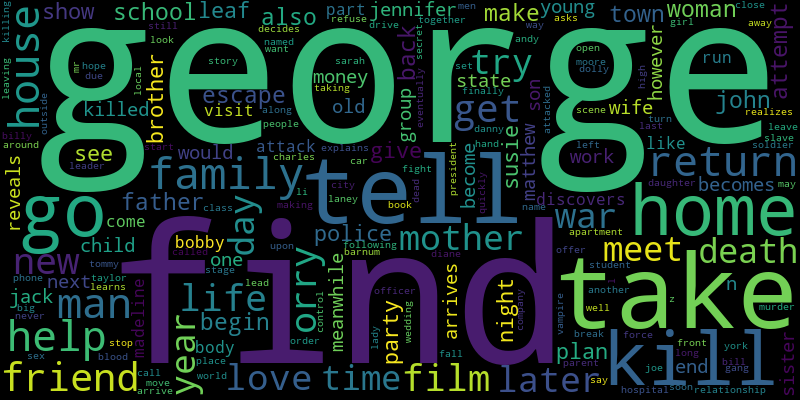 george
find
take
tell
go
home
kill
family
friend
help
film
man
return
try
get
war
house
new
life
day
love
time
later
mother
death
meet
year
orry
night
party
plan
end
police
father
brother
escape
school
leaf
also
show
jennifer
make
young
town
woman
however
attempt
back
group
money
old
state
john
run
son
wife
like
matthew
susie
work
become
becomes
discovers
sister
killed
visit
would
attack
give
see
reveals
child
come
bobby
one
jack
next
begin
body
meanwhile
arrives
madeline
part
killing
leaving
outside
mr
hope
due
still
look
local
story
want
named
decides
refuse
drive
sarah
taking
along
people
explains
charles
car
secret
eventually
together
way
men
andy
asks
set
finally
danny
hand
girl
away
close
open
moore
dolly
high
attacked
scene
turn
left
last
realizes
leave
slave
soldier
billy
around
leader
start
li
city
laney
making
book
dead
fight
president
quickly
name
daughter
may
class
called
upon
stage
following
barnum
diane
tommy
taylor
learns
phone
never
big
stop
sex
blood
call
move
arrive
place
world
lead
order
control
lady
officer
wedding
fall
company
apartment
offer
student
another
l
well
vampire
break
parent
say
hospital
soon
relationship
force
z
n
front
long
york
joe
bill
gang
murder